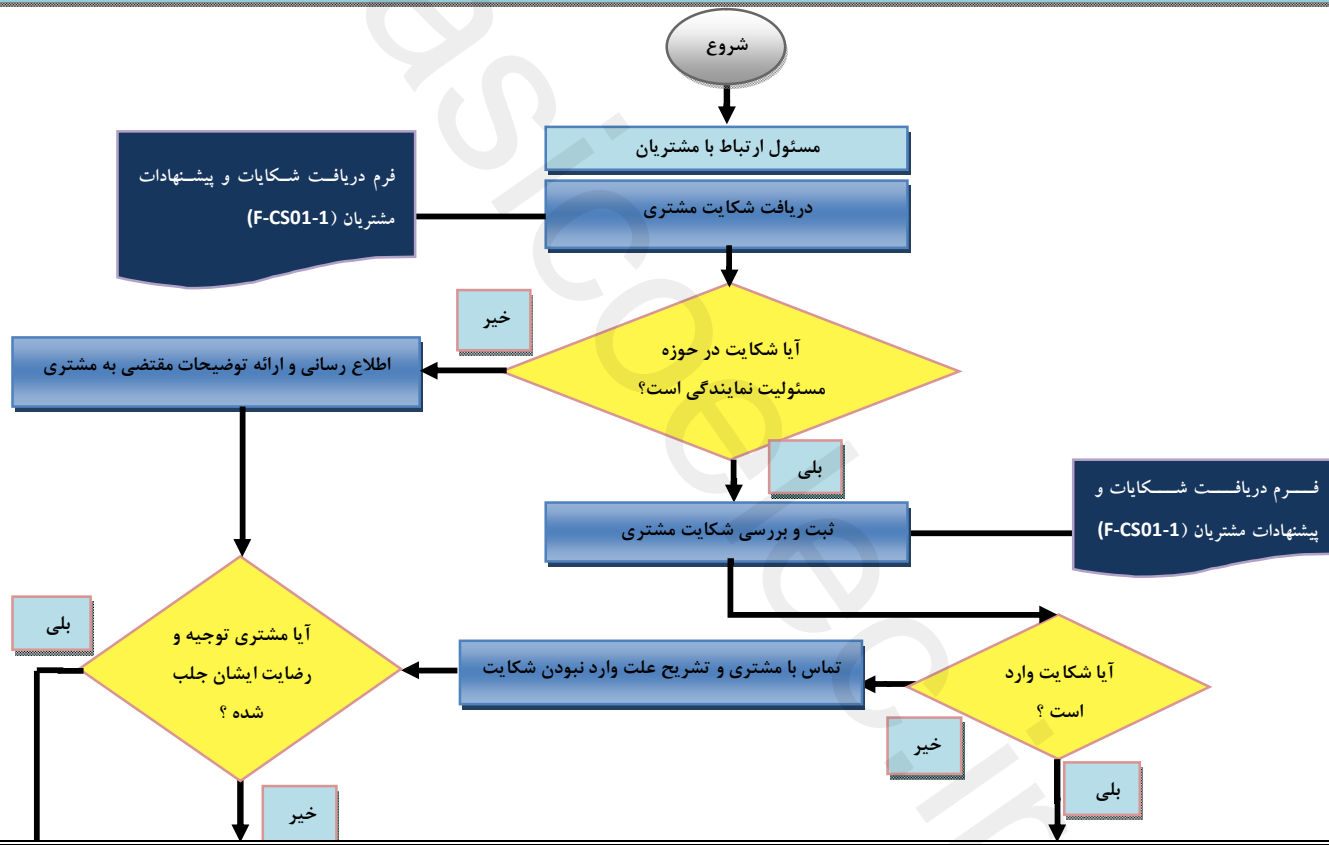 شروع
مسئول ارتباط با مشتریان
دریافت شکایت مشتری
فرم دریافت شکایات و پیشنهادات
مشتریان (F-CS01-1)
آیا شکایت در حوزه
مسئولیت نمایندگی است؟
خیر
اطلاع رسانی و ارائه توضیحات مقتضی به مشتری
بلی
ثبت و بررسی شکایت مشتری
فرم دریافت شکایات و
پیشنهادات مشتریان (F-CS01-1)
آیا شکایت وارد
است ؟
خیر
بلی
تماس با مشتری و تشریح علت وارد نبودن شکایت
آیا مشتری توجیه و
رضایت ایشان جلب
شده ؟
بلی
خیر